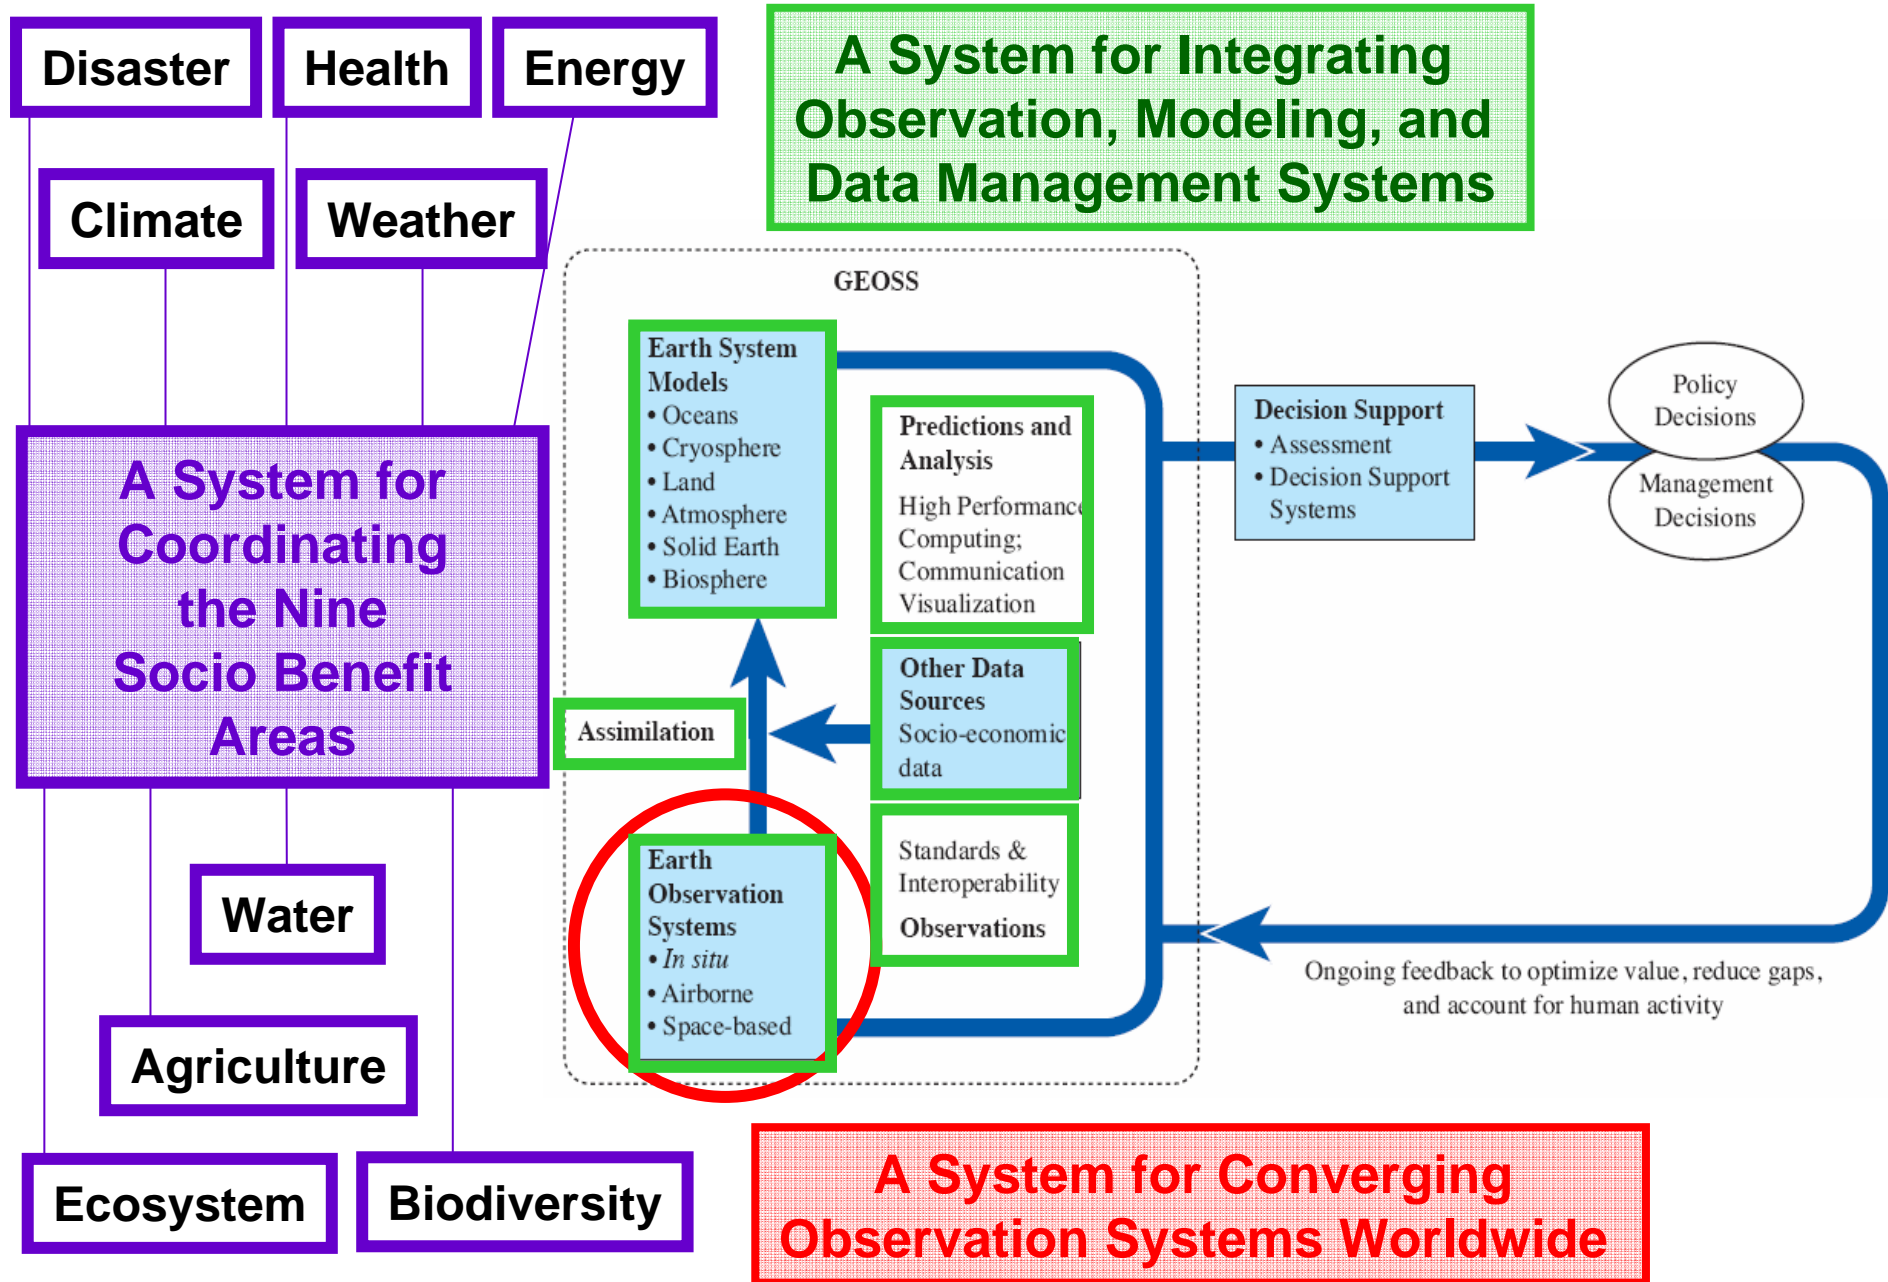 Disaster
Health
Energy
Climate
Weather
A System for
Coordinating
the Nine
Socio Benefit
Areas
Water
Agriculture
Ecosystem
Biodiversity
A System for Integrating
Observation, Modeling, and
Data Management Systems
GEOSS
Earth System
Models
• Oceans
• Cryosphere
• Land
• Atmosphere
• Solid Earth
• Biosphere
Predictions and
Analysis
High Performance
Computing;
Communication
Visualization
Other Data
Sources
Socio-economic
data
Assimilation
Earth
Observation
Systems
• In situ
• Airborne
• Space-based
Standards &
Interoperability
Observations
Decision Support
• Assessment
• Decision Support
Systems
Policy
Decisions
Management
Decisions
Ongoing feedback to optimize value, reduce gaps,
and account for human activity
A System for Converging
Observation Systems Worldwide